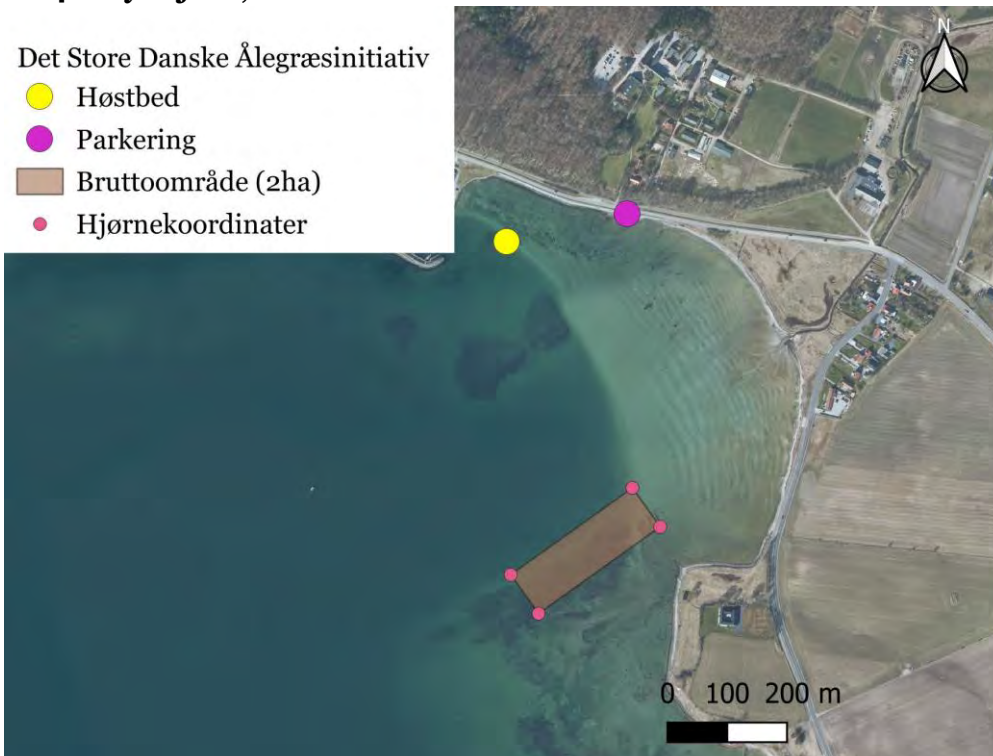 Det Store Danske Ålegræsinitiativ
Høstbed
Parkering
Bruttoområde (2ha)
Hjørnekoordinater
N
0 100 200 m